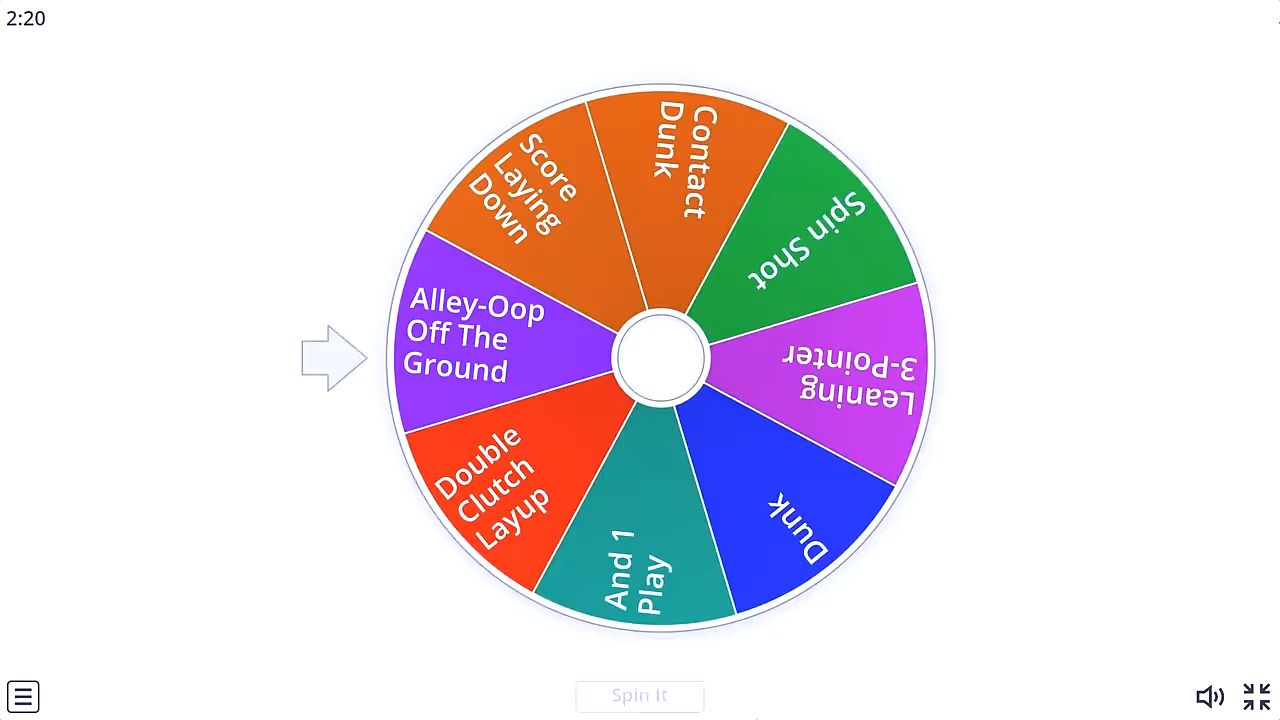 2:20
Contact
Dunk
Spin Shot
Leaning
3-Pointer
Dunk
And 1
Play
Double
Clutch
Layup
Alley-Oop
Off The
Ground
Score
Laying
Down
Spin It